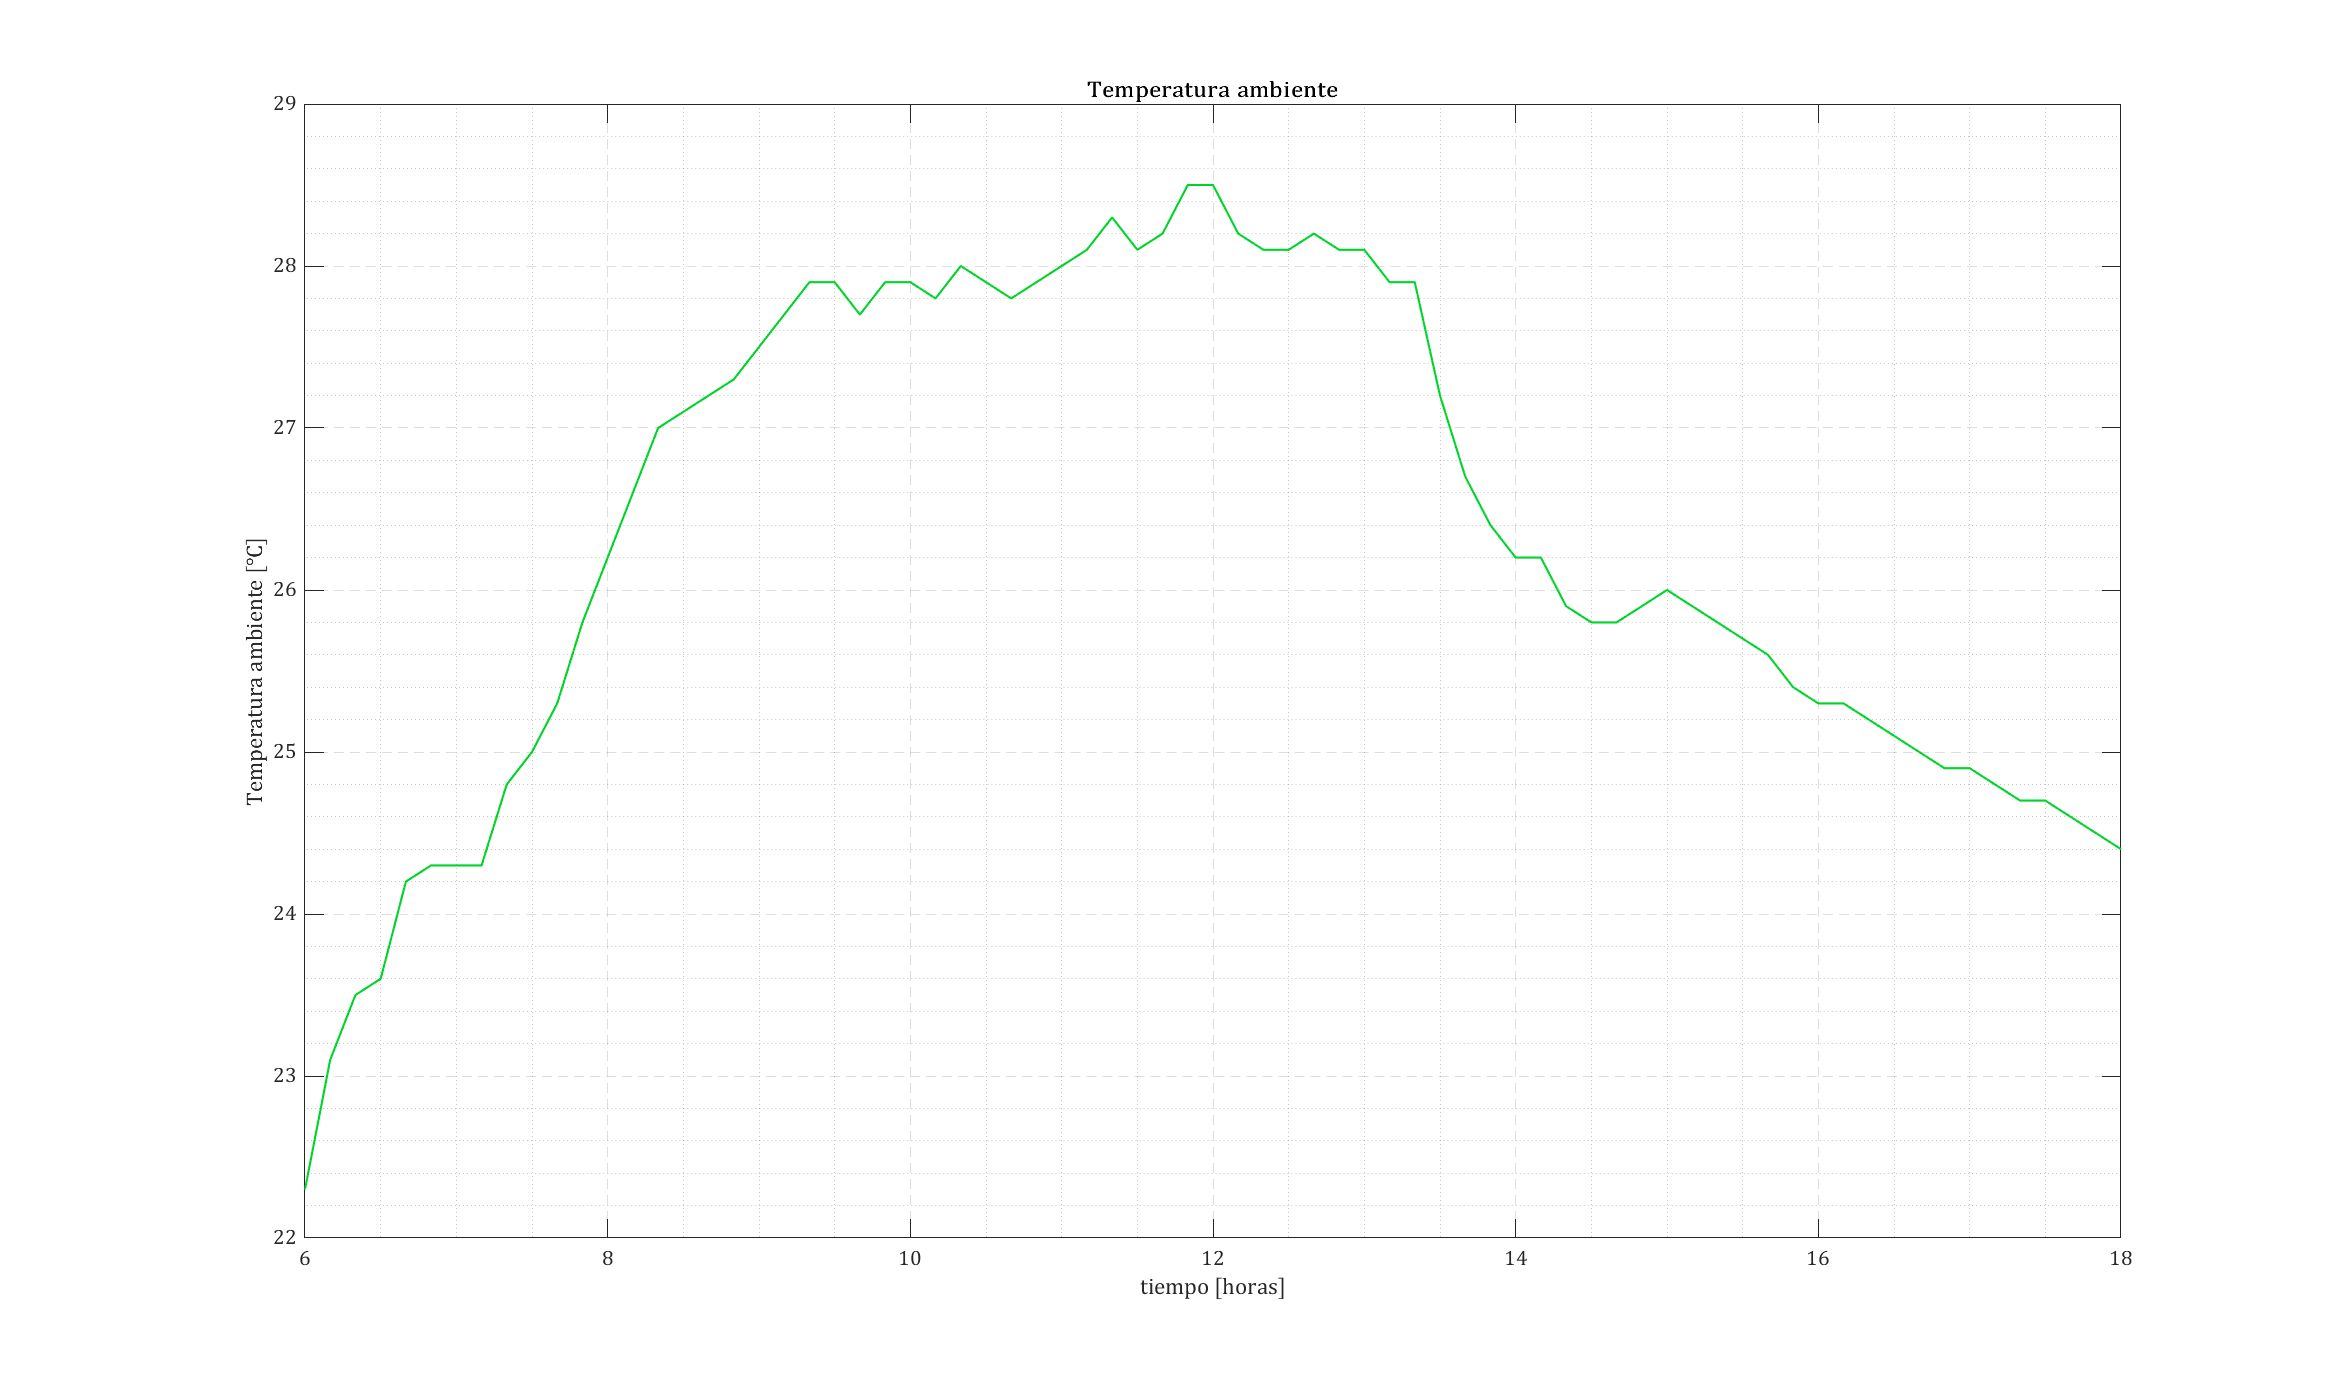 Temperatura ambiente
29
28
27
26
25
24
23
22
Temperatura ambiente [°C]
6 8 10 12 14 16 18
tiempo [horas]